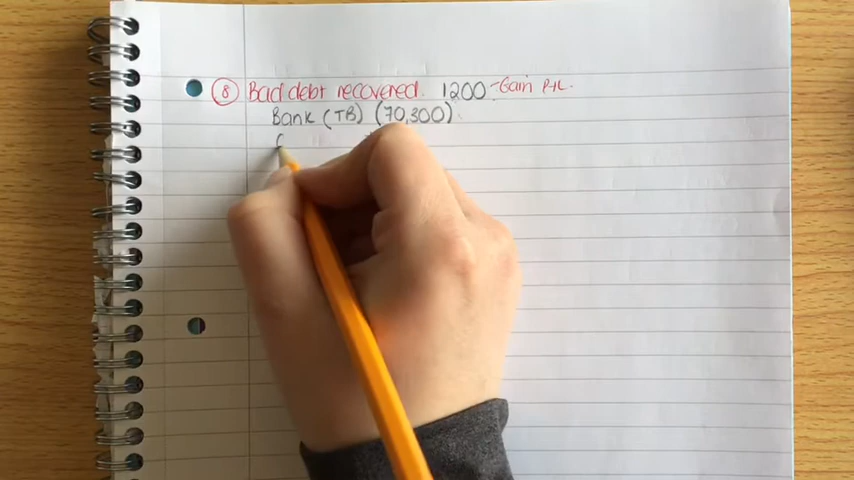 8 Bad debt recovered. 1200 - Gain P+L.
Bank (TB) (70,300)